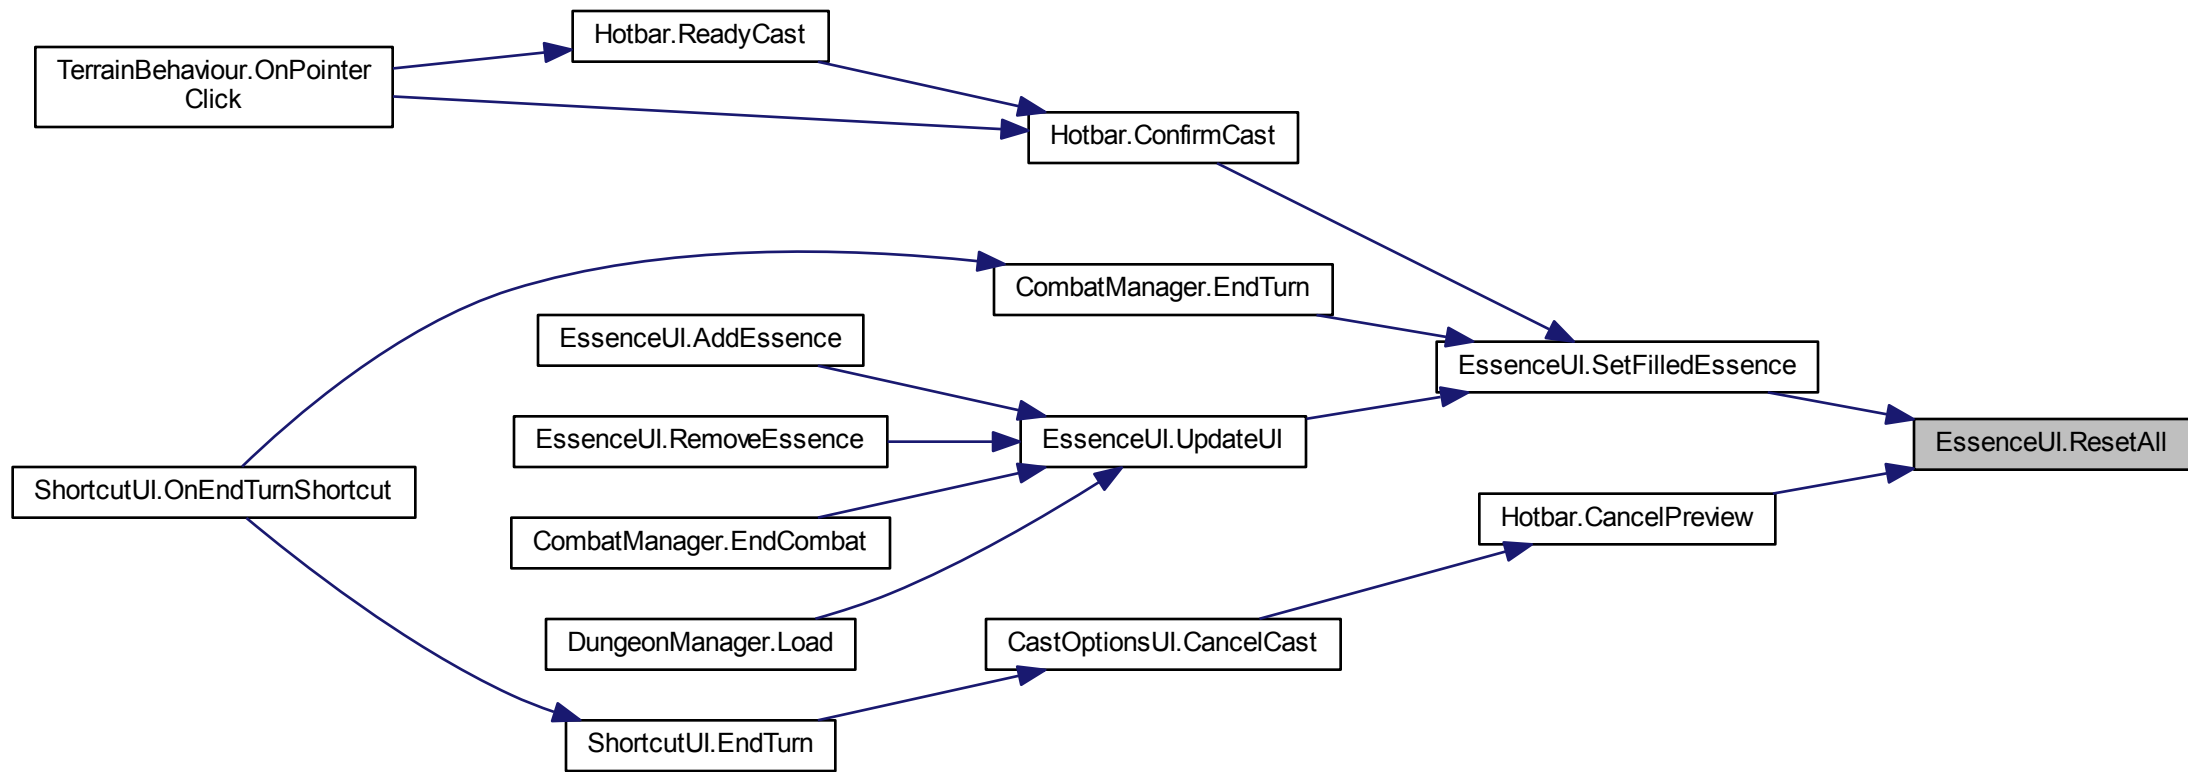 Hotbar.ReadyCast
TerrainBehaviour.OnPointer
Click
Hotbar.ConfirmCast
CombatManager.EndTurn
EssenceUI.AddEssence
EssenceUI.SetFilledEssence
EssenceUI.RemoveEssence
EssenceUI.UpdateUI
EssenceUI.ResetAll
ShortcutUI.OnEndTurnShortcut
Hotbar.CancelPreview
CombatManager.EndCombat
DungeonManager.Load
CastOptionsUI.CancelCast
ShortcutUI.EndTurn